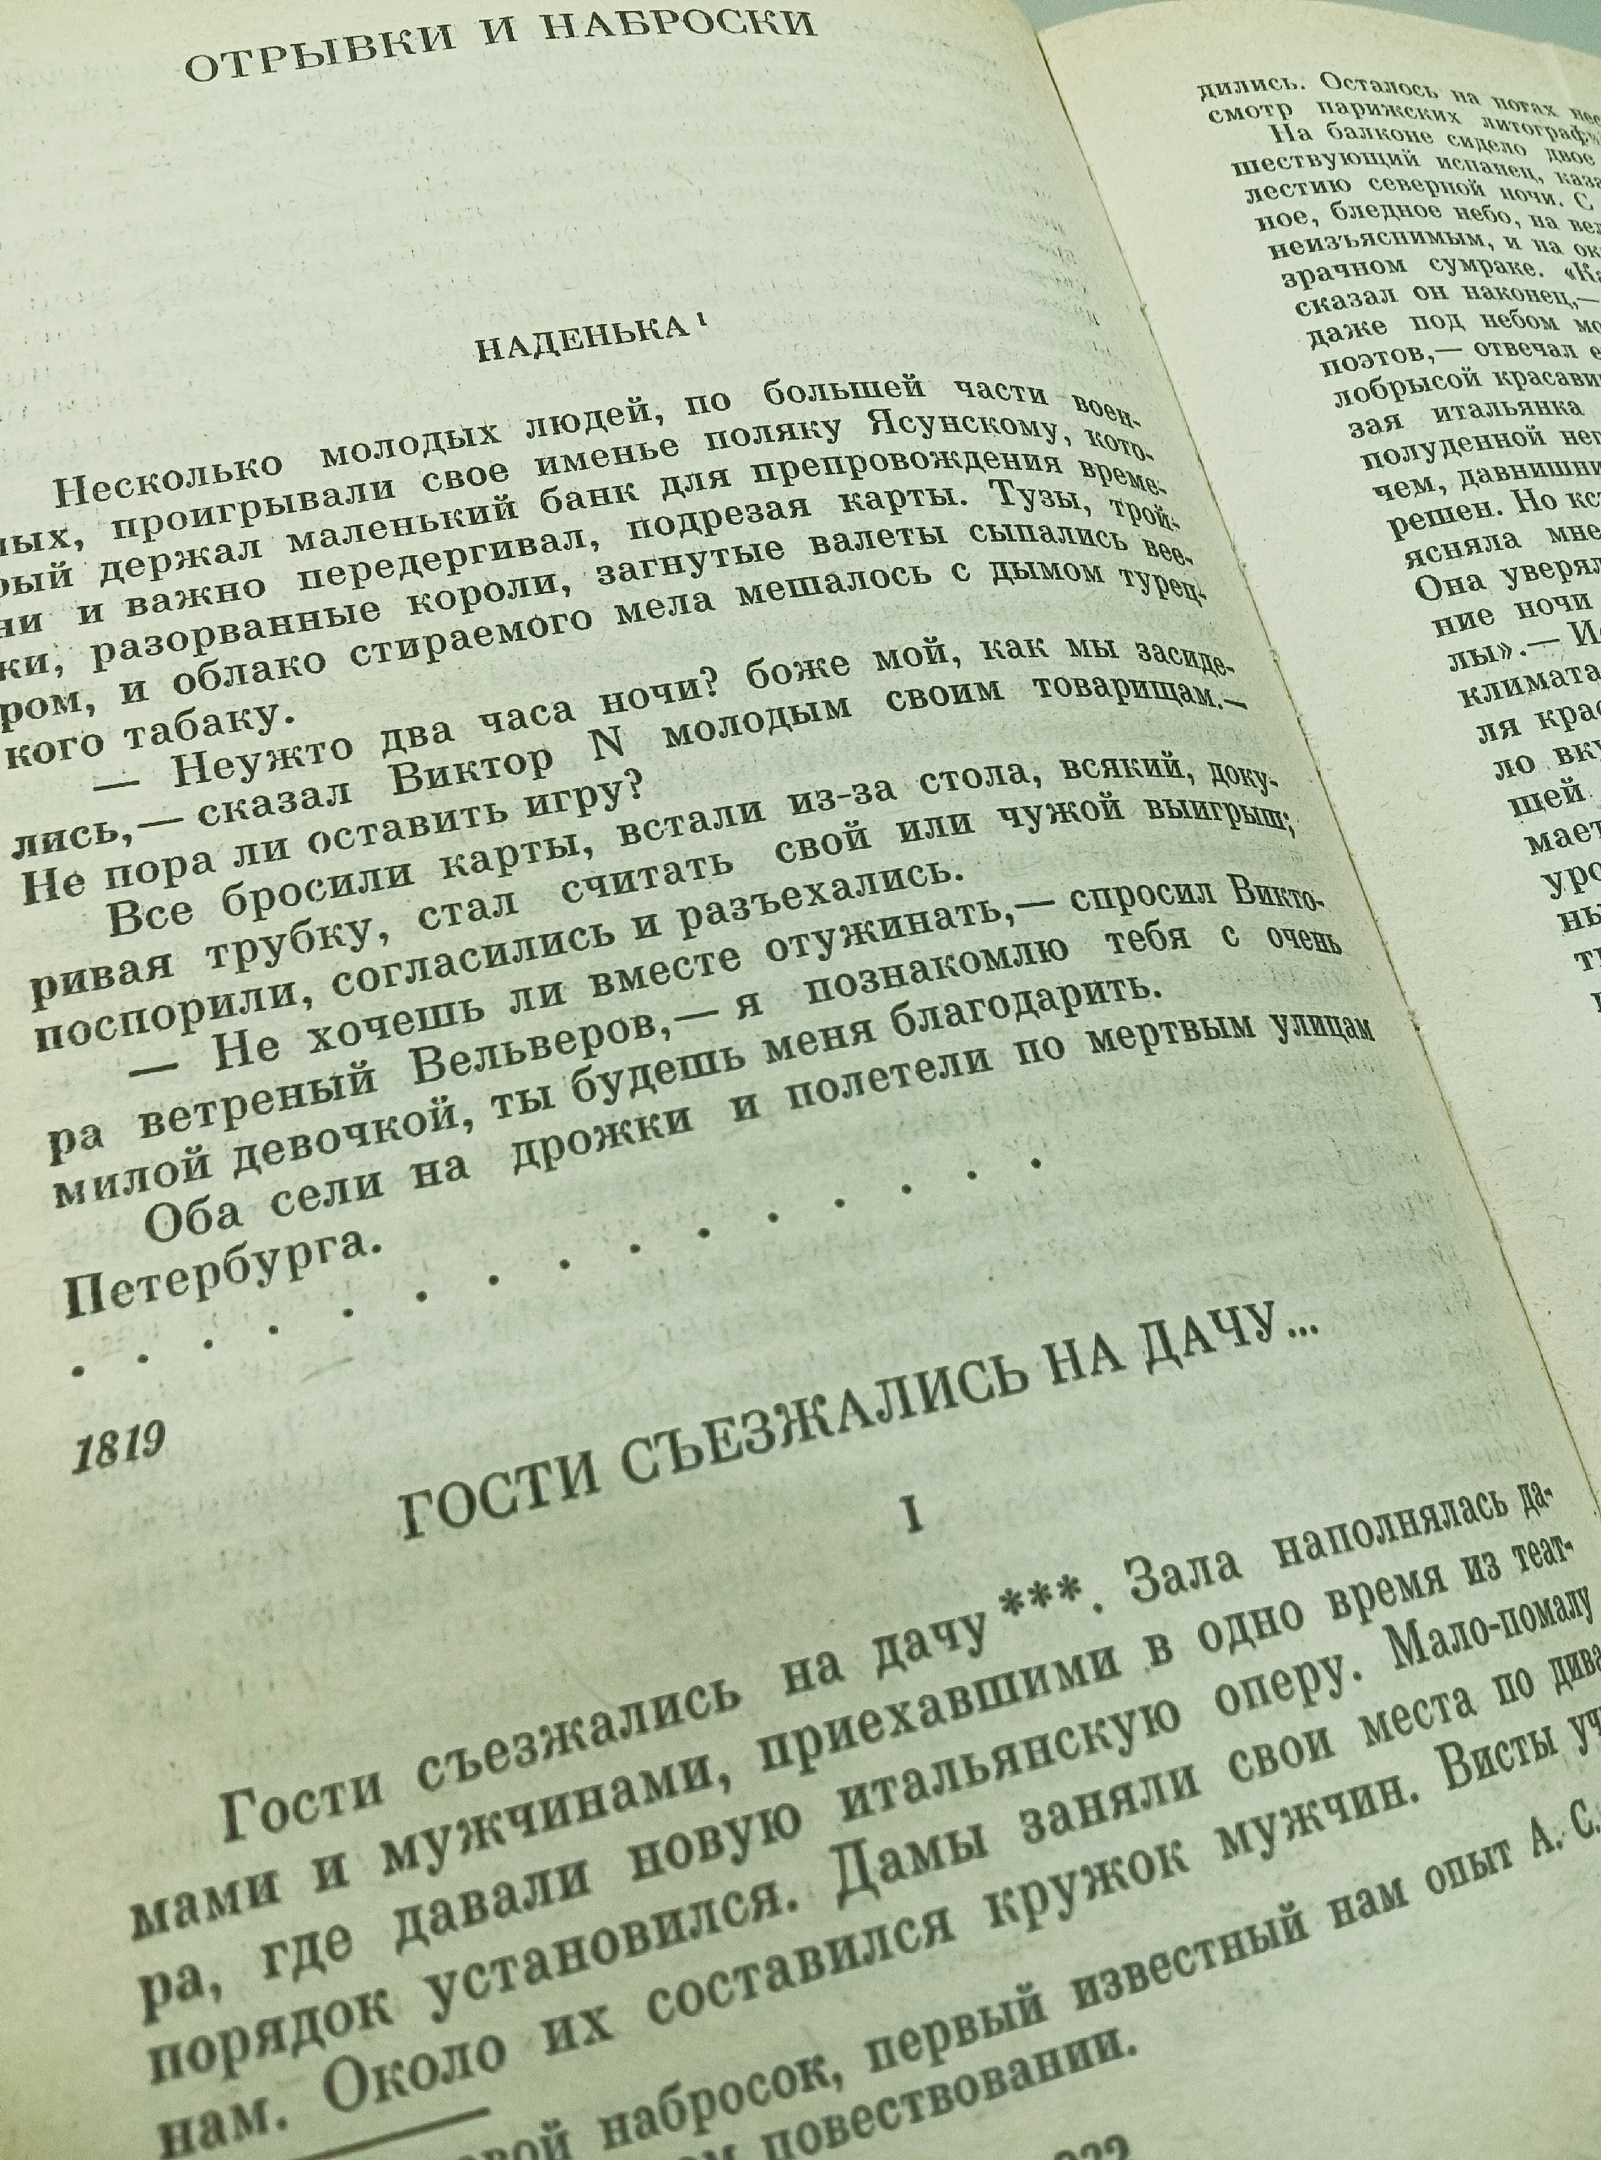 ОТРЫВКИ И НАБРОСКИ
НАДЕНЬКА ¹
Несколько молодых людей, по большей части воен-
проигрывали свое именье поляку Ясунскому, кото-
держал маленький банк для препровождения време-
и важно передергивал, подрезая карты. Тузы, трой-
разорванные короли, загнутые валеты сыпались вее-
ром, и облако стираемого мела мешалось с дымом турец-
кого табаку.
— Неужто два часа ночи? боже мой, как мы засиде-
лись,— сказал Виктор N молодым своим товарищам.—
Не пора ли оставить игру?
Все бросили карты, встали из-за стола, всякий, доку-
ривая трубку, стал считать свой или чужой выигрыш;
поспорили, согласились и разъехались.
— Не хочешь ли вместе отужинать,— спросил Викто-
ра ветреный Вельверов,— я познакомлю тебя с очень
милой девочкой, ты будешь меня благодарить.
Оба сели на дрожки и полетели по мертвым улицам
Петербурга.
. . . . . . . . . . . . . . .
1819
ГОСТИ СЪЕЗЖАЛИСЬ НА ДАЧУ...
I
Гости съезжались на дачу ***. Зала наполнялась да-
мами и мужчинами, приехавшими в одно время из теат-
ра, где давали новую итальянскую оперу. Мало-помалу
порядок установился. Дамы заняли свои места по дива
нам. Около их составился кружок мужчин. Висты
набросок, первый известный нам опыт А. С.
повествовании.
дились. Осталось на ногах
смотр парижских
На балконе сидело двое
шествующий испанец,
лестию северной ночи. С
ное, бледное небо, на
неизъяснимым, и на
зрачном сумраке.
сказал он наконец,—
даже под небом
поэтов,— отвечал
лобрысой
зая итальянка
полуденной
чем,
решен. Но
ясняла мне
Она
ние ночи
лы».—
климата
ля
ло
щей